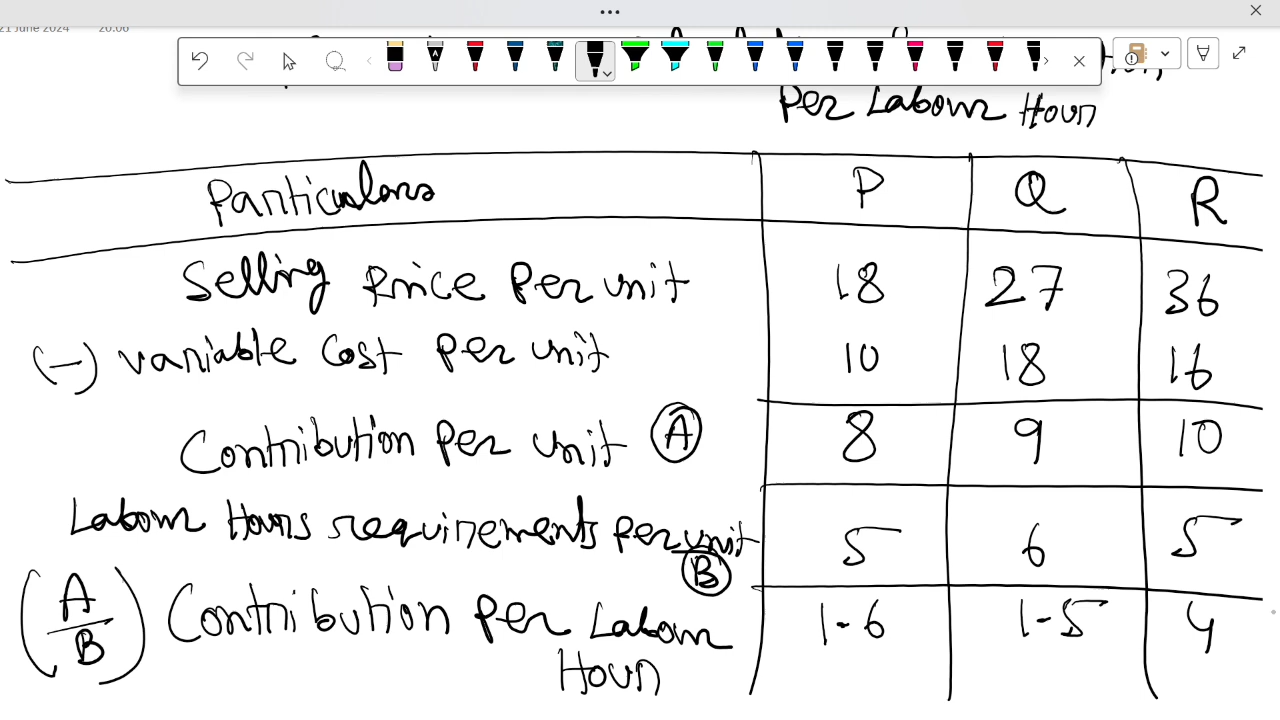 21 June 2024 20:06
Per Labour Hour
Particulars P Q R
Selling Price Per unit 18 27 36
(-) variable cost per unit 10 18 16
Contribution per unit A 8 9 10
Labour Hours requirements per unit B 5 6 5
(A/B) Contribution per Labour Hour 1.6 1.5 4